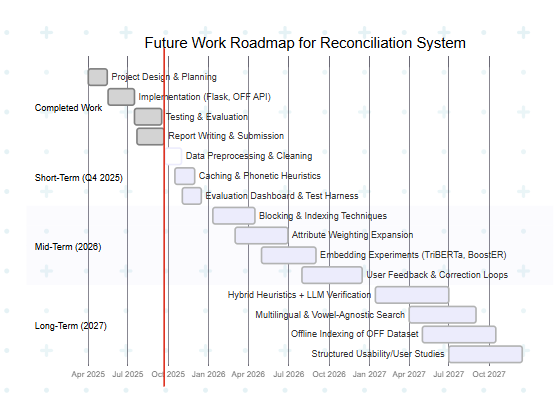 Future Work Roadmap for Reconciliation System
Project Design & Planning
Implementation (Flask, OFF API)
Completed Work
Testing & Evaluation
Report Writing & Submission
Data Preprocessing & Cleaning
Short-Term (Q4 2025)
Caching & Phonetic Heuristics
Evaluation Dashboard & Test Harness
Blocking & Indexing Techniques
Attribute Weighting Expansion
Mid-Term (2026)
Embedding Experiments (TriBERTa, BoostER)
User Feedback & Correction Loops
Hybrid Heuristics + LLM Verification
Multilingual & Vowel-Agnostic Search
Long-Term (2027)
Offline Indexing of OFF Dataset
Structured Usability/User Studies
Apr 2025 Jul 2025 Oct 2025 Jan 2026 Apr 2026 Jul 2026 Oct 2026 Jan 2027 Apr 2027 Jul 2027 Oct 2027